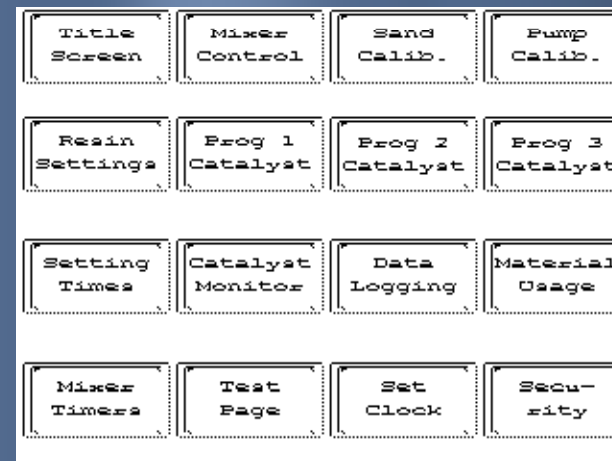 Title Screen
Mixer Control
Sand Calib.
Pump Calib.
Resin Settings
Prog 1 Catalyst
Prog 2 Catalyst
Prog 3 Catalyst
Setting Times
Catalyst Monitor
Data Logging
Material Usage
Mixer Timers
Test Page
Set Clock
Secu-
rity